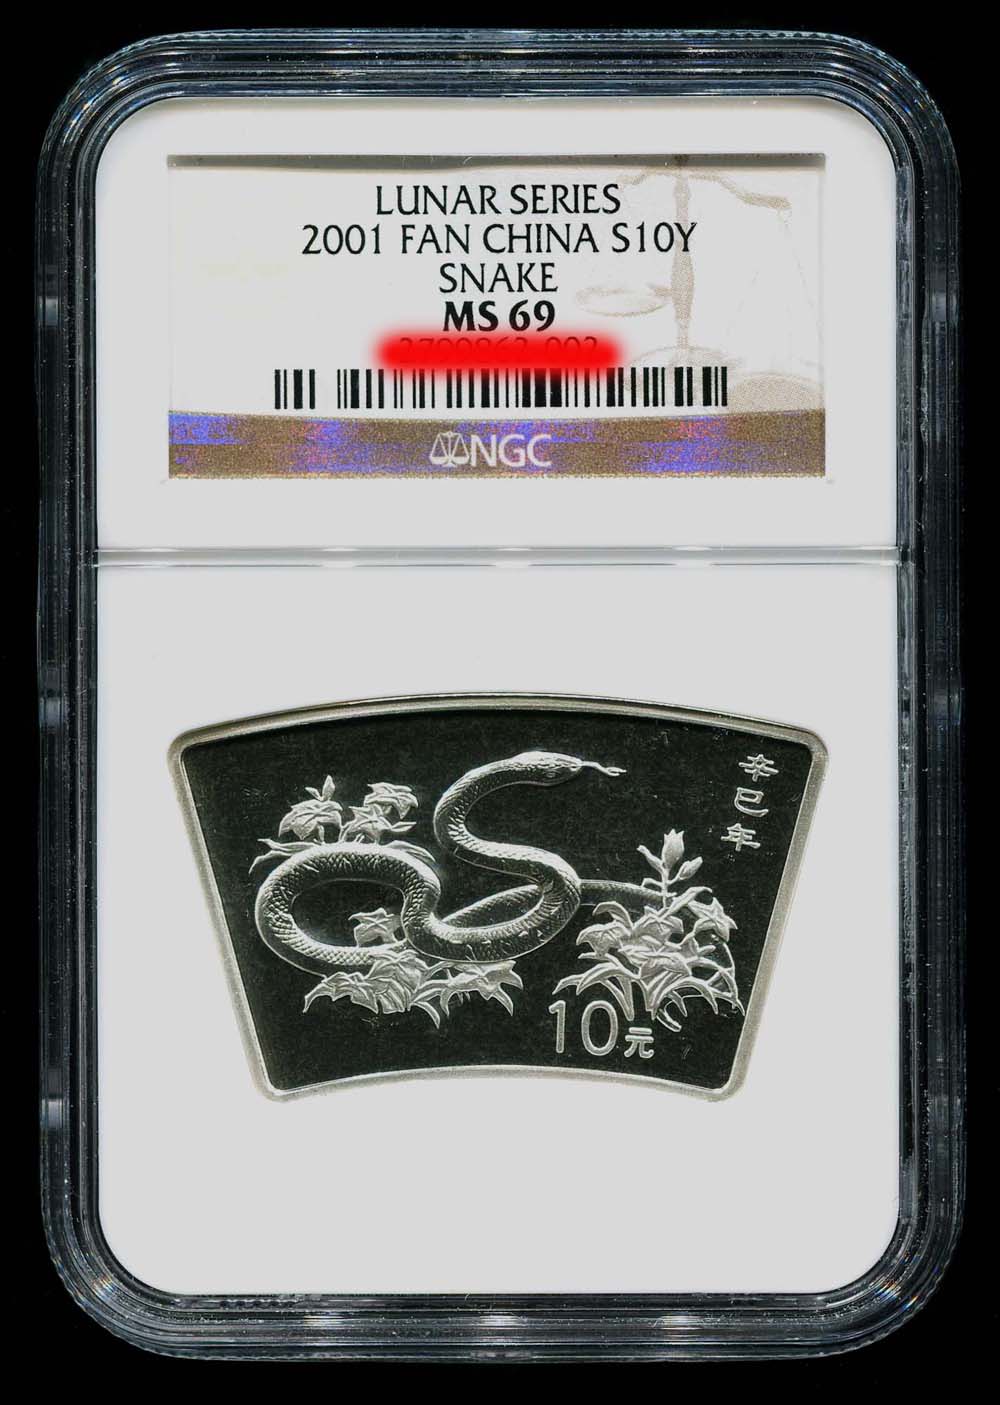 LUNAR SERIES
2001 FAN CHINA S10Y
SNAKE
MS 69
NGC
辛巳年
10元